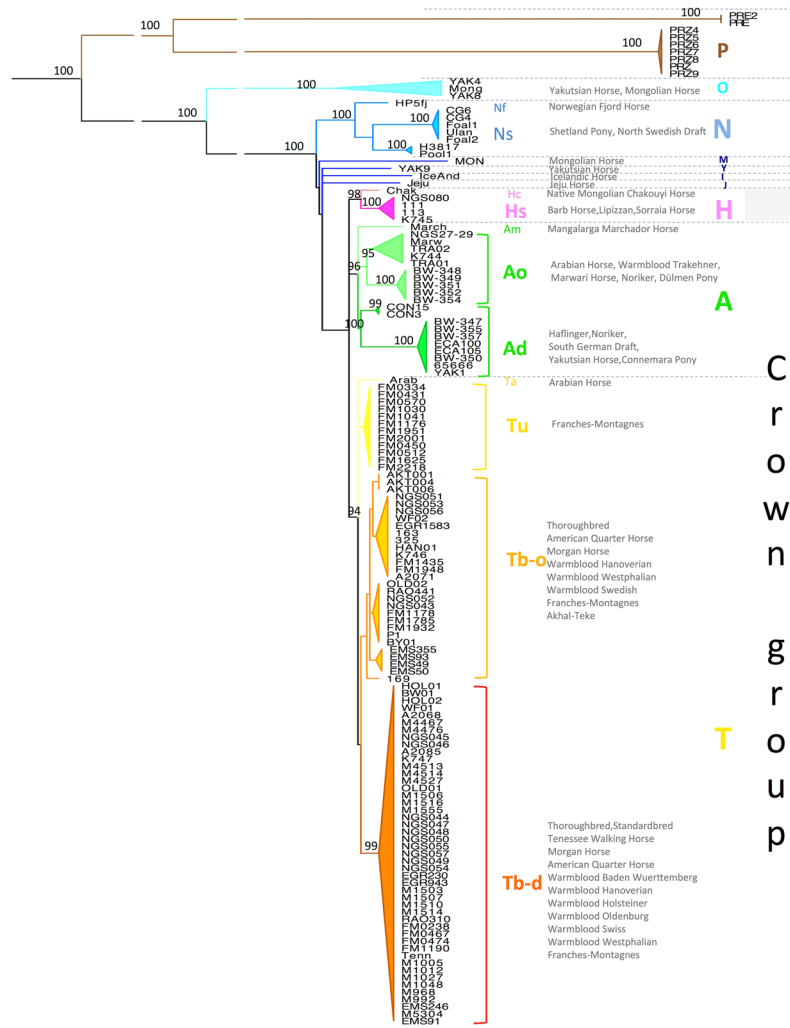 100
PRE2
PRE
100
100
PRZ4
PRZ5
PRZ6
PRZ7
PRZ8
PRZ
PRZ9
P
100
100
YAK4
Mong
YAK8
Yakutsian Horse, Mongolian Horse
O
100
HP5fj
Nf
Norwegian Fjord Horse
100
CG6
CG4
Foal1
Ulan
Foal2
Ns
Shetland Pony, North Swedish Draft
N
100
H3817
Pool1
MON
Mongolian Horse
M
YAK9
Yakutsian Horse
Y
IceAnd
Icelandic Horse
I
Jeju
Jeju Horse
J
98
Chak
Hc
Native Mongolian Chakouyi Horse
100
NGS080
111
113
K745
Hs
Barb Horse,Lipizzan,Sorraia Horse
H
March
Am
Mangalarga Marchador Horse
96
95
NGS27-29
Marw
TRA02
K744
TRA01
100
BW-348
BW-349
BW-351
BW-352
BW-354
Ao
Arabian Horse, Warmblood Trakehner,
Marwari Horse, Noriker, Dülmen Pony
A
99
CON15
CON3
100
100
BW-347
BW-355
BW-357
ECA100
ECA105
BW-350
65666
YAK1
Ad
Haflinger,Noriker,
South German Draft,
Yakutsian Horse,Connemara Pony
Arab
Ta
Arabian Horse
FM0334
FM0431
FM0570
FM1030
FM1041
FM1176
FM1951
FM2001
FM0450
FM0512
FM1625
FM2218
Tu
Franches-Montagnes
94
AKT001
AKT004
AKT006
NGS051
NGS053
NGS056
WF02
EGR1583
163
325
HAN01
K746
FM1435
FM1948
A2071
OLD02
RAO441
NGS052
NGS043
FM1178
FM1785
FM1932
P1
BY01
EMS355
EMS93
EMS49
EMS50
169
Tb-o
Thoroughbred
American Quarter Horse
Morgan Horse
Warmblood Hanoverian
Warmblood Westphalian
Warmblood Swedish
Franches-Montagnes
Akhal-Teke
99
HOL01
BW01
HOL02
WF01
A2068
M4467
M4476
NGS045
NGS046
A2085
K747
M4513
M4514
M4527
OLD01
M1506
M1516
M1555
NGS044
NGS047
NGS048
NGS050
NGS055
NGS057
NGS049
NGS054
EGR230
EGR943
M1503
M1507
M1510
M1514
RAO310
FM0238
FM0467
FM0474
FM1190
Tenn
M1005
M1012
M1027
M1048
M968
M992
EMS246
M5304
EMS91
Tb-d
Thoroughbred,Standardbred
Tenessee Walking Horse
Morgan Horse
American Quarter Horse
Warmblood Baden Wuerttemberg
Warmblood Hanoverian
Warmblood Holsteiner
Warmblood Oldenburg
Warmblood Swiss
Warmblood Westphalian
Franches-Montagnes
T
Crown group